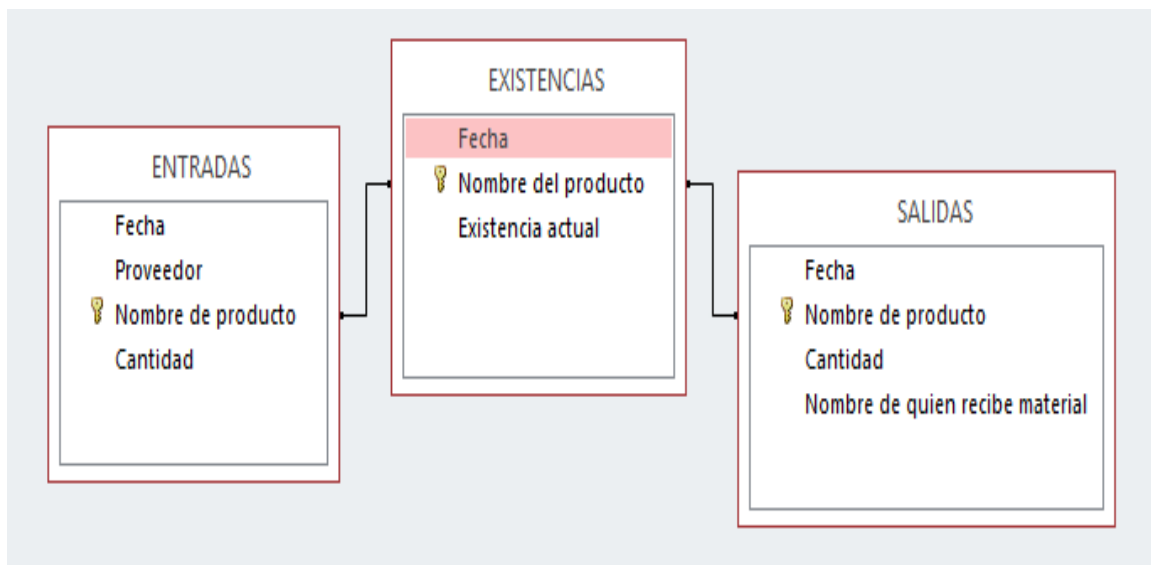 ENTRADAS
Fecha
Proveedor
Nombre de producto
Cantidad
EXISTENCIAS
Fecha
Nombre del producto
Existencia actual
SALIDAS
Fecha
Nombre de producto
Cantidad
Nombre de quien recibe material